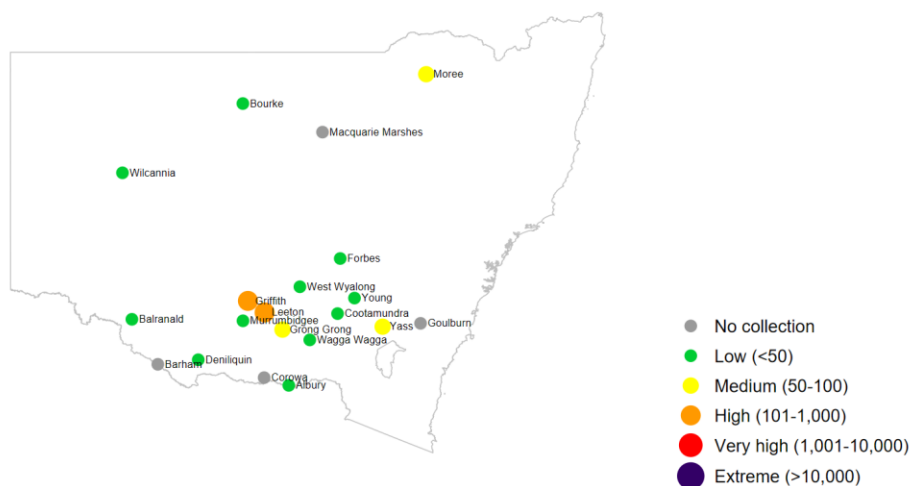 Moree
Bourke
Macquarie Marshes
Wilcannia
Forbes
West Wyalong
Griffith
Young
Leeton
Cootamundra
Balranald
Murrumbidgee
Goulburn
Grong Grong
Yass
Wagga Wagga
Deniliquin
Barham
Corowa
Albury
No collection
Low (<50)
Medium (50-100)
High (101-1,000)
Very high (1,001-10,000)
Extreme (>10,000)